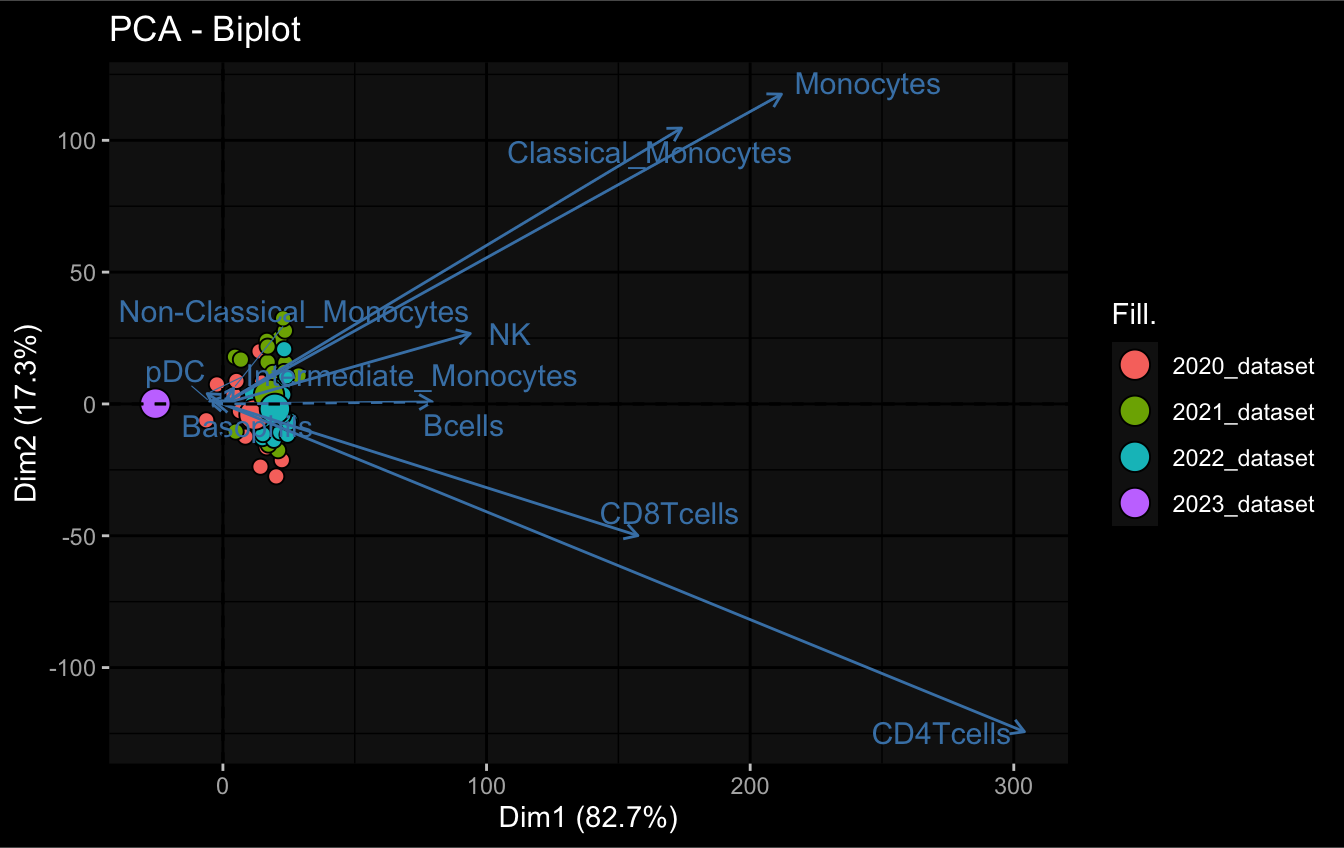 PCA - Biplot
Monocytes
100
Classical_Monocytes
50
Non-Classical_Monocytes
NK
pDC
Intermediate_Monocytes
0
Basophils
Bcells
CD8Tcells
-50
-100
CD4Tcells
0
100
200
300
Dim1 (82.7%)
Dim2 (17.3%)
Fill.
2020_dataset
2021_dataset
2022_dataset
2023_dataset